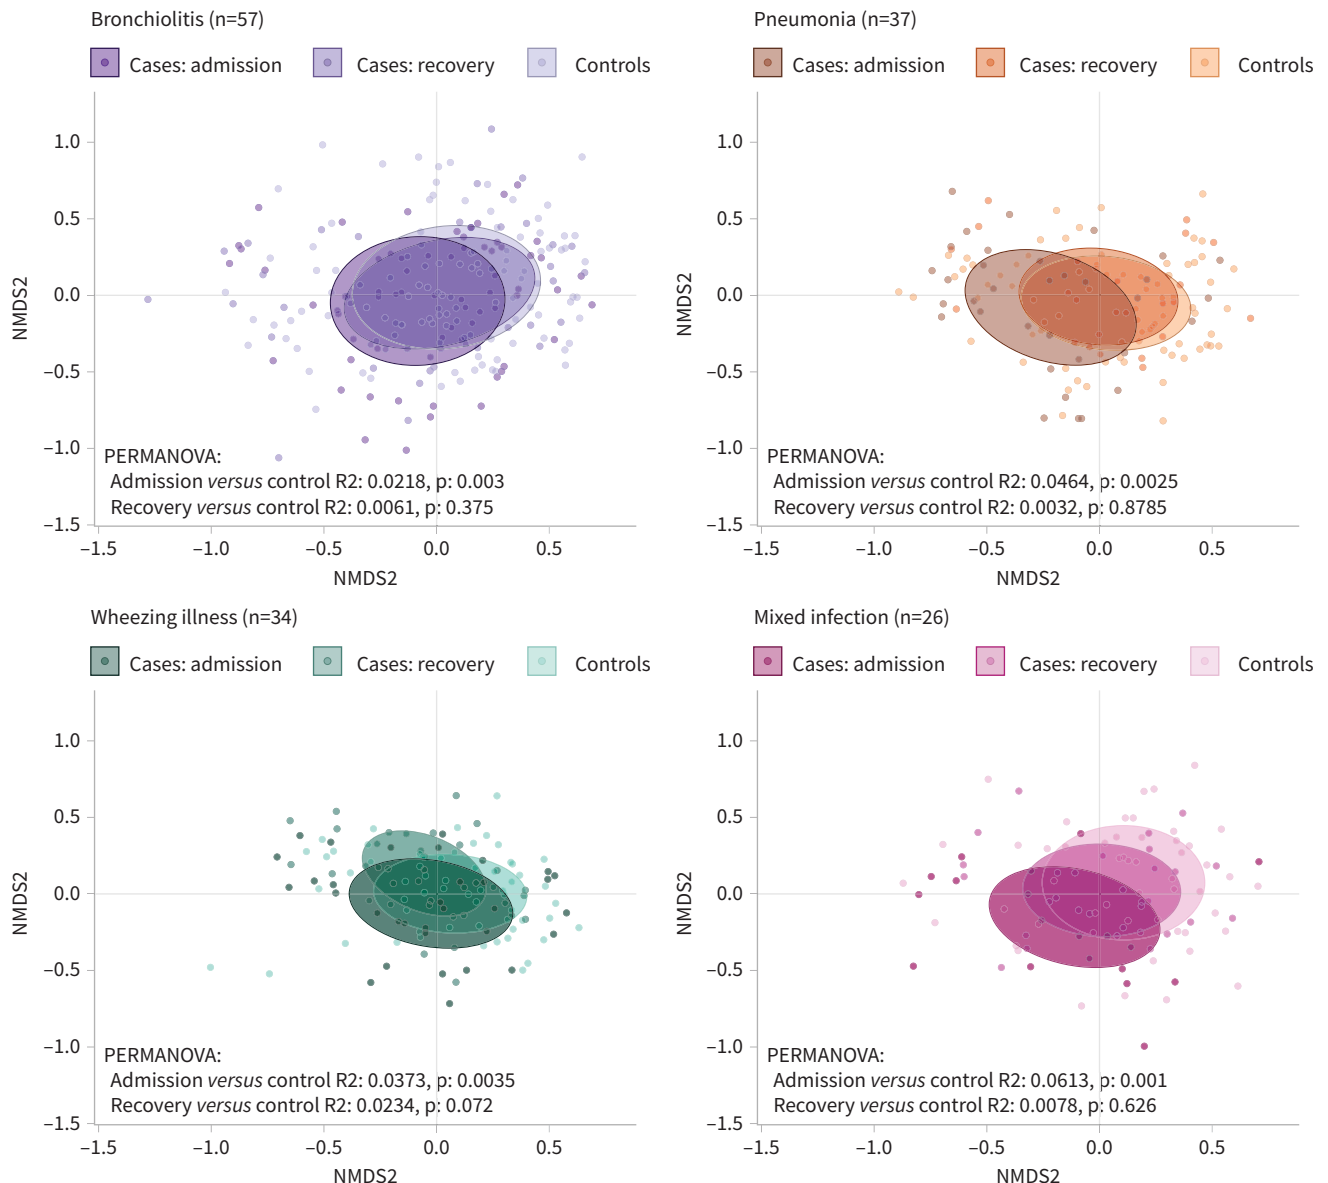 Bronchiolitis (n=57)
Cases: admission
Cases: recovery
Controls
NMDS2
1.0
0.5
0.0
–0.5
–1.0
–1.5
PERMANOVA:
Admission versus control R2: 0.0218, p: 0.003
Recovery versus control R2: 0.0061, p: 0.375
–1.5 –1.0 –0.5 0.0 0.5
NMDS2
Pneumonia (n=37)
Cases: admission
Cases: recovery
Controls
NMDS2
1.0
0.5
0.0
–0.5
–1.0
–1.5
PERMANOVA:
Admission versus control R2: 0.0464, p: 0.0025
Recovery versus control R2: 0.0032, p: 0.8785
–1.5 –1.0 –0.5 0.0 0.5
NMDS2
Wheezing illness (n=34)
Cases: admission
Cases: recovery
Controls
NMDS2
1.0
0.5
0.0
–0.5
–1.0
–1.5
PERMANOVA:
Admission versus control R2: 0.0373, p: 0.0035
Recovery versus control R2: 0.0234, p: 0.072
–1.5 –1.0 –0.5 0.0 0.5
NMDS2
Mixed infection (n=26)
Cases: admission
Cases: recovery
Controls
NMDS2
1.0
0.5
0.0
–0.5
–1.0
–1.5
PERMANOVA:
Admission versus control R2: 0.0613, p: 0.001
Recovery versus control R2: 0.0078, p: 0.626
–1.5 –1.0 –0.5 0.0 0.5
NMDS2